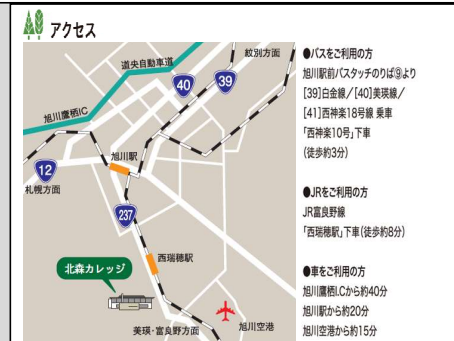 アクセス
紋別方面
道央自動車道
39
40
旭川鷹栖IC
旭川駅
12
札幌方面
237
西瑞穂駅
北森カレッジ
旭川空港
美瑛・富良野方面
●バスをご利用の方
旭川駅前バスタッチのりば⑨より
[39]白金線／[40]美瑛線／
[41]西神楽18号線 乗車
「西神楽10号」下車
(徒歩約3分)
●JRをご利用の方
JR富良野線
「西瑞穂駅」下車(徒歩約8分)
●車をご利用の方
旭川鷹栖I.Cから約40分
旭川駅から約20分
旭川空港から約15分